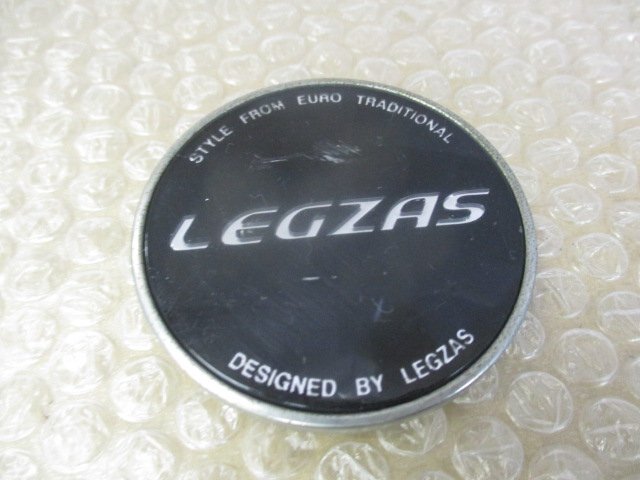 STYLE FROM EURO TRADITIONAL
LEGZAS
DESIGNED BY LEGZAS